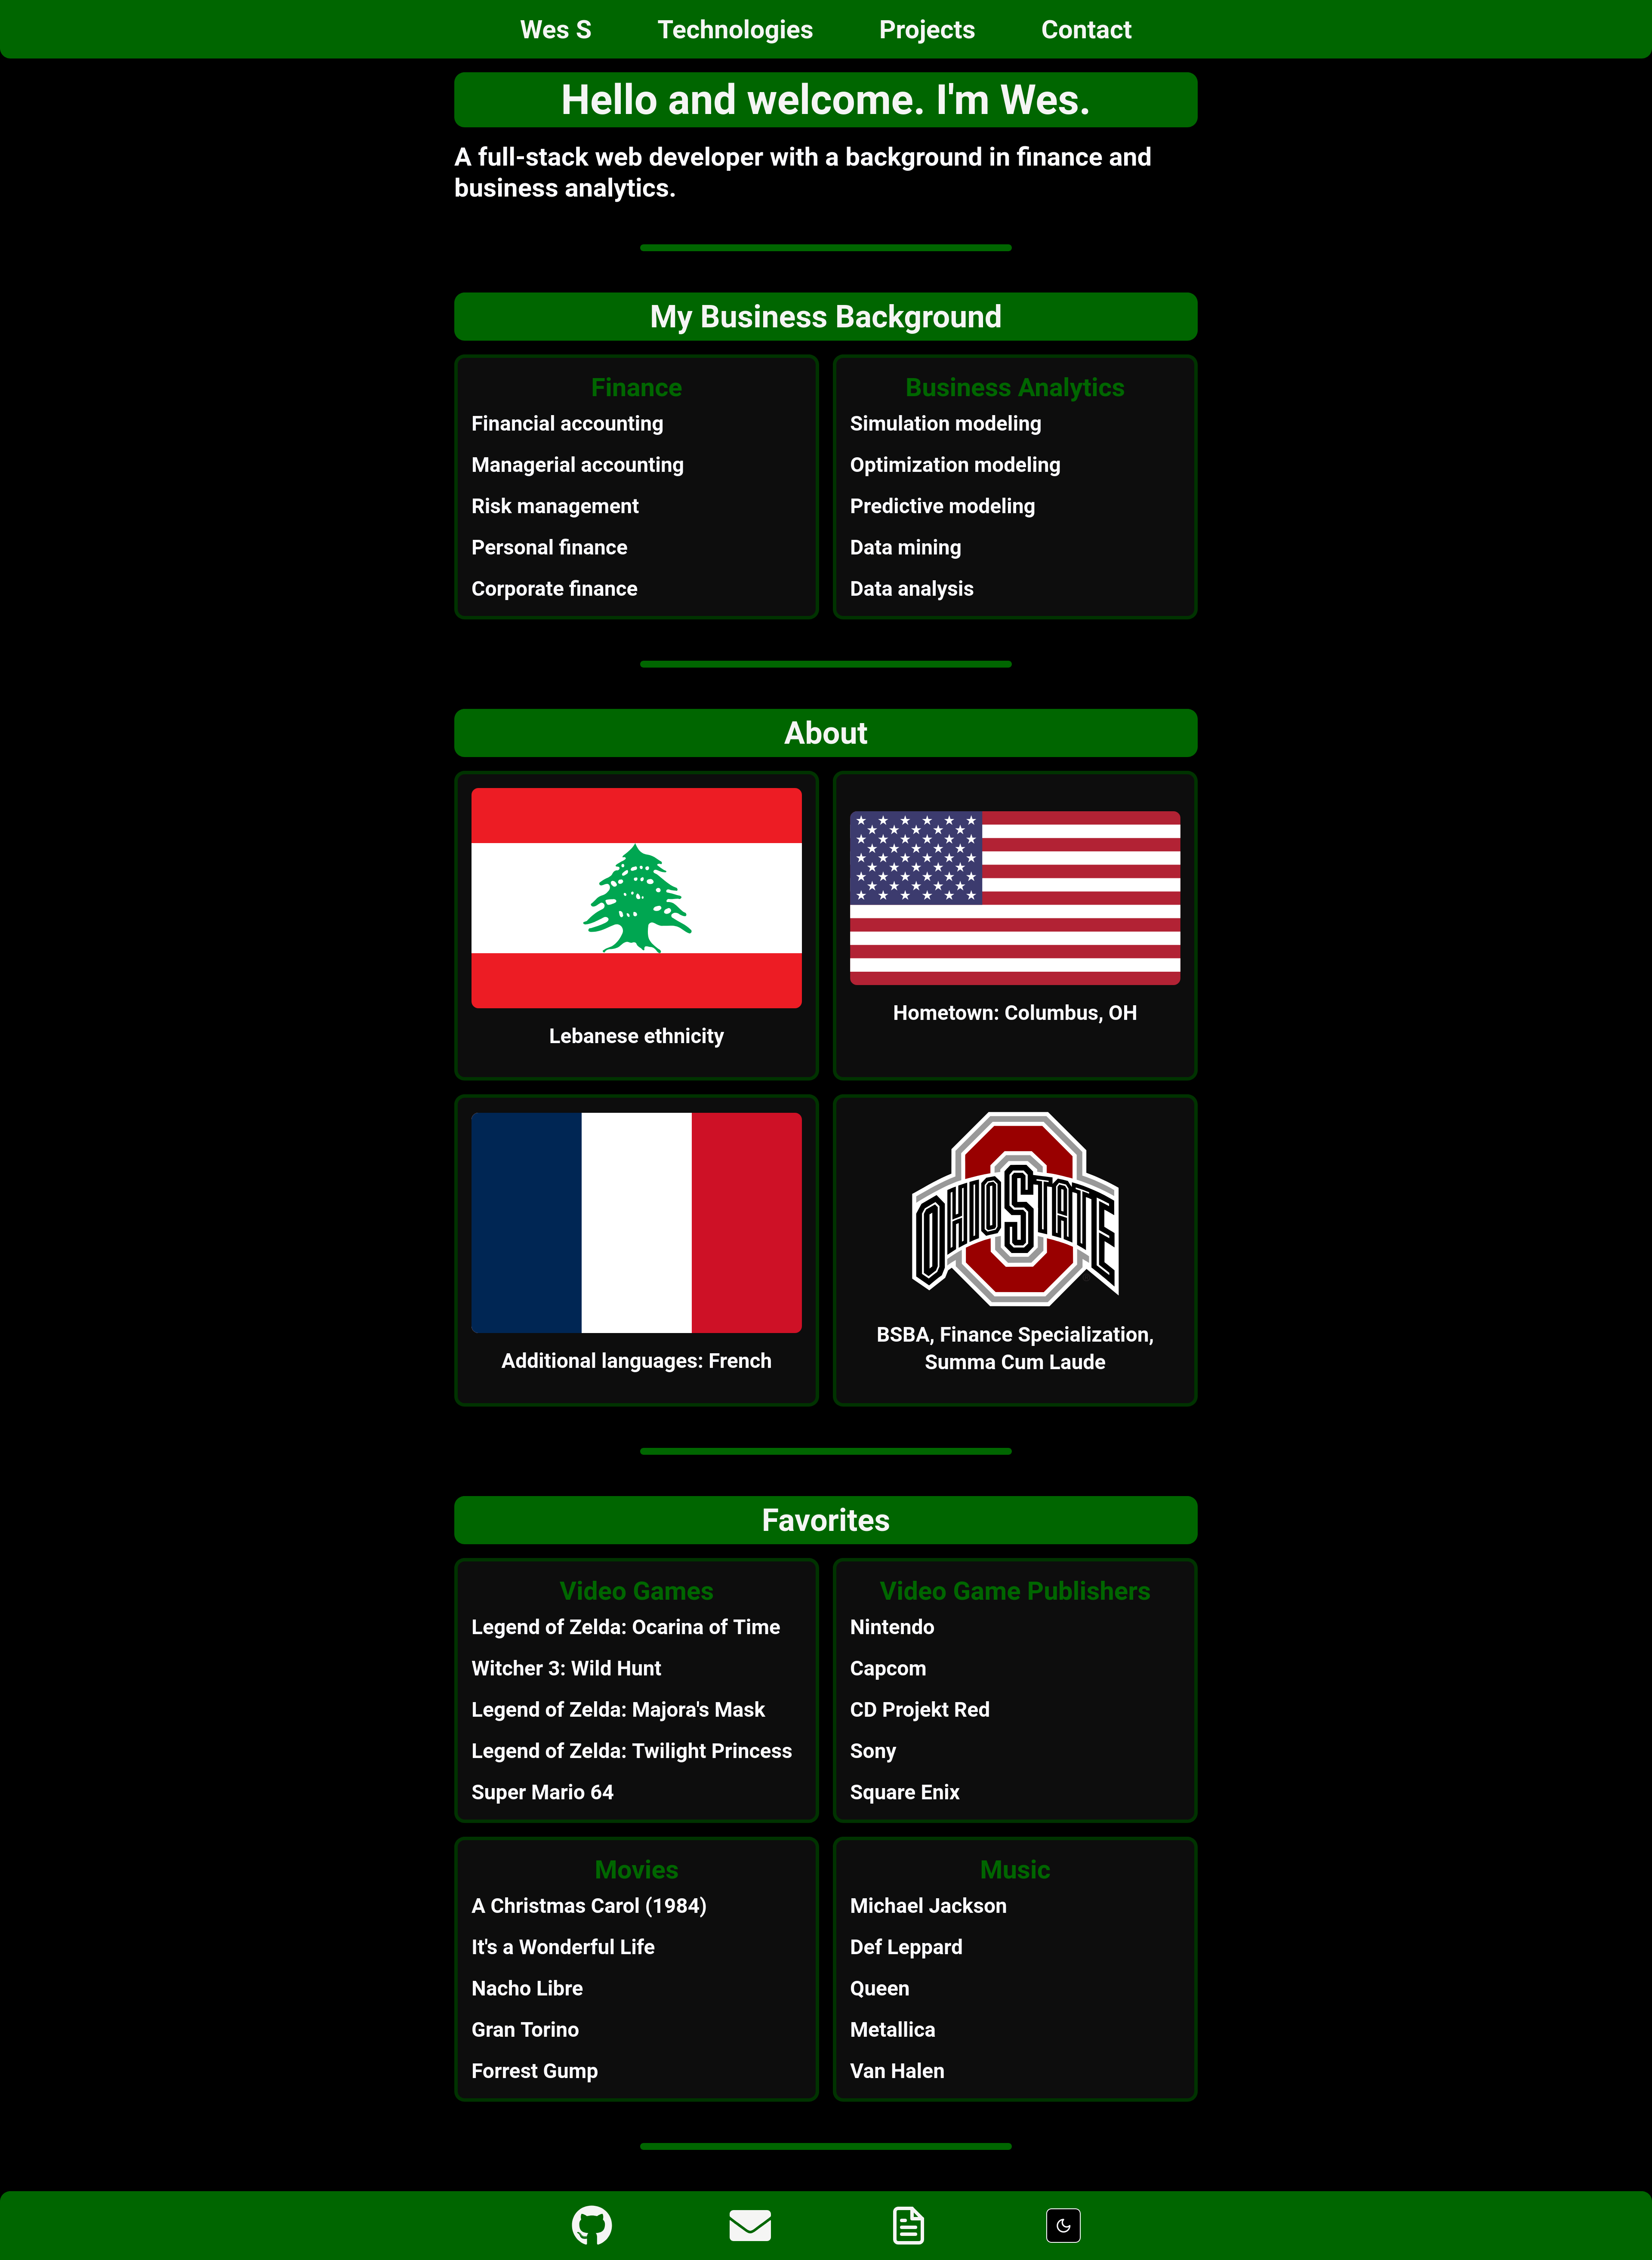 Wes S Technologies Projects Contact
Hello and welcome. I'm Wes.
A full-stack web developer with a background in finance and
business analytics.
My Business Background
Finance
Financial accounting
Managerial accounting
Risk management
Personal finance
Corporate finance
Business Analytics
Simulation modeling
Optimization modeling
Predictive modeling
Data mining
Data analysis
About
Lebanese ethnicity
Hometown: Columbus, OH
Additional languages: French
OHIO STATE
BSBA, Finance Specialization,
Summa Cum Laude
Favorites
Video Games
Legend of Zelda: Ocarina of Time
Witcher 3: Wild Hunt
Legend of Zelda: Majora's Mask
Legend of Zelda: Twilight Princess
Super Mario 64
Video Game Publishers
Nintendo
Capcom
CD Projekt Red
Sony
Square Enix
Movies
A Christmas Carol (1984)
It's a Wonderful Life
Nacho Libre
Gran Torino
Forrest Gump
Music
Michael Jackson
Def Leppard
Queen
Metallica
Van Halen